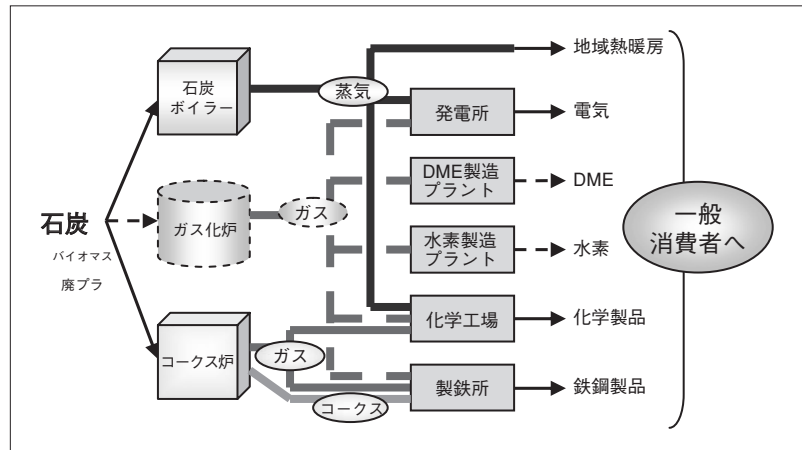 石炭
バイオマス
廃プラ
石炭
ボイラー
ガス化炉
コークス炉
蒸気
ガス
ガス
コークス
発電所
DME製造
プラント
水素製造
プラント
化学工場
製鉄所
地域熱暖房
電気
DME
水素
化学製品
鉄鋼製品
一般
消費者へ